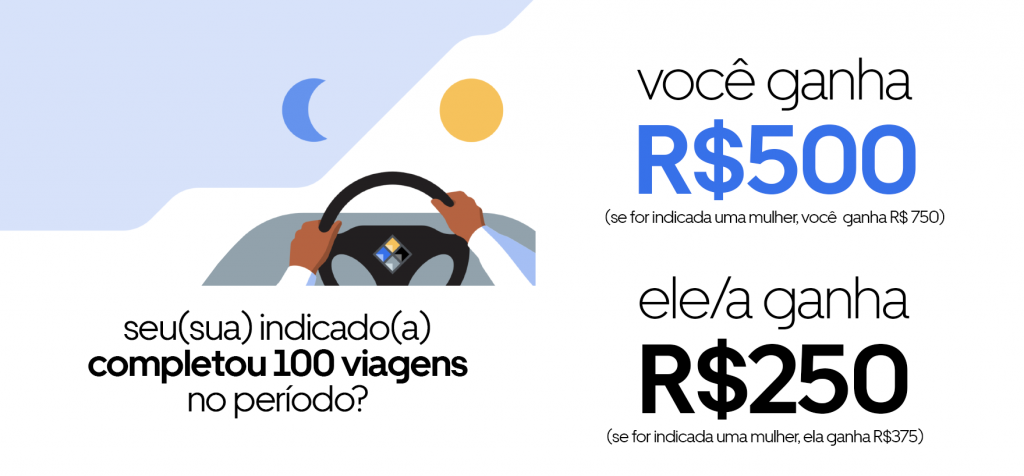 seu(sua) indicado(a)
completou 100 viagens
no período?
você ganha
R$500
(se for indicada uma mulher, você ganha R$ 750)
ele/a ganha
R$250
(se for indicada uma mulher, ela ganha R$375)